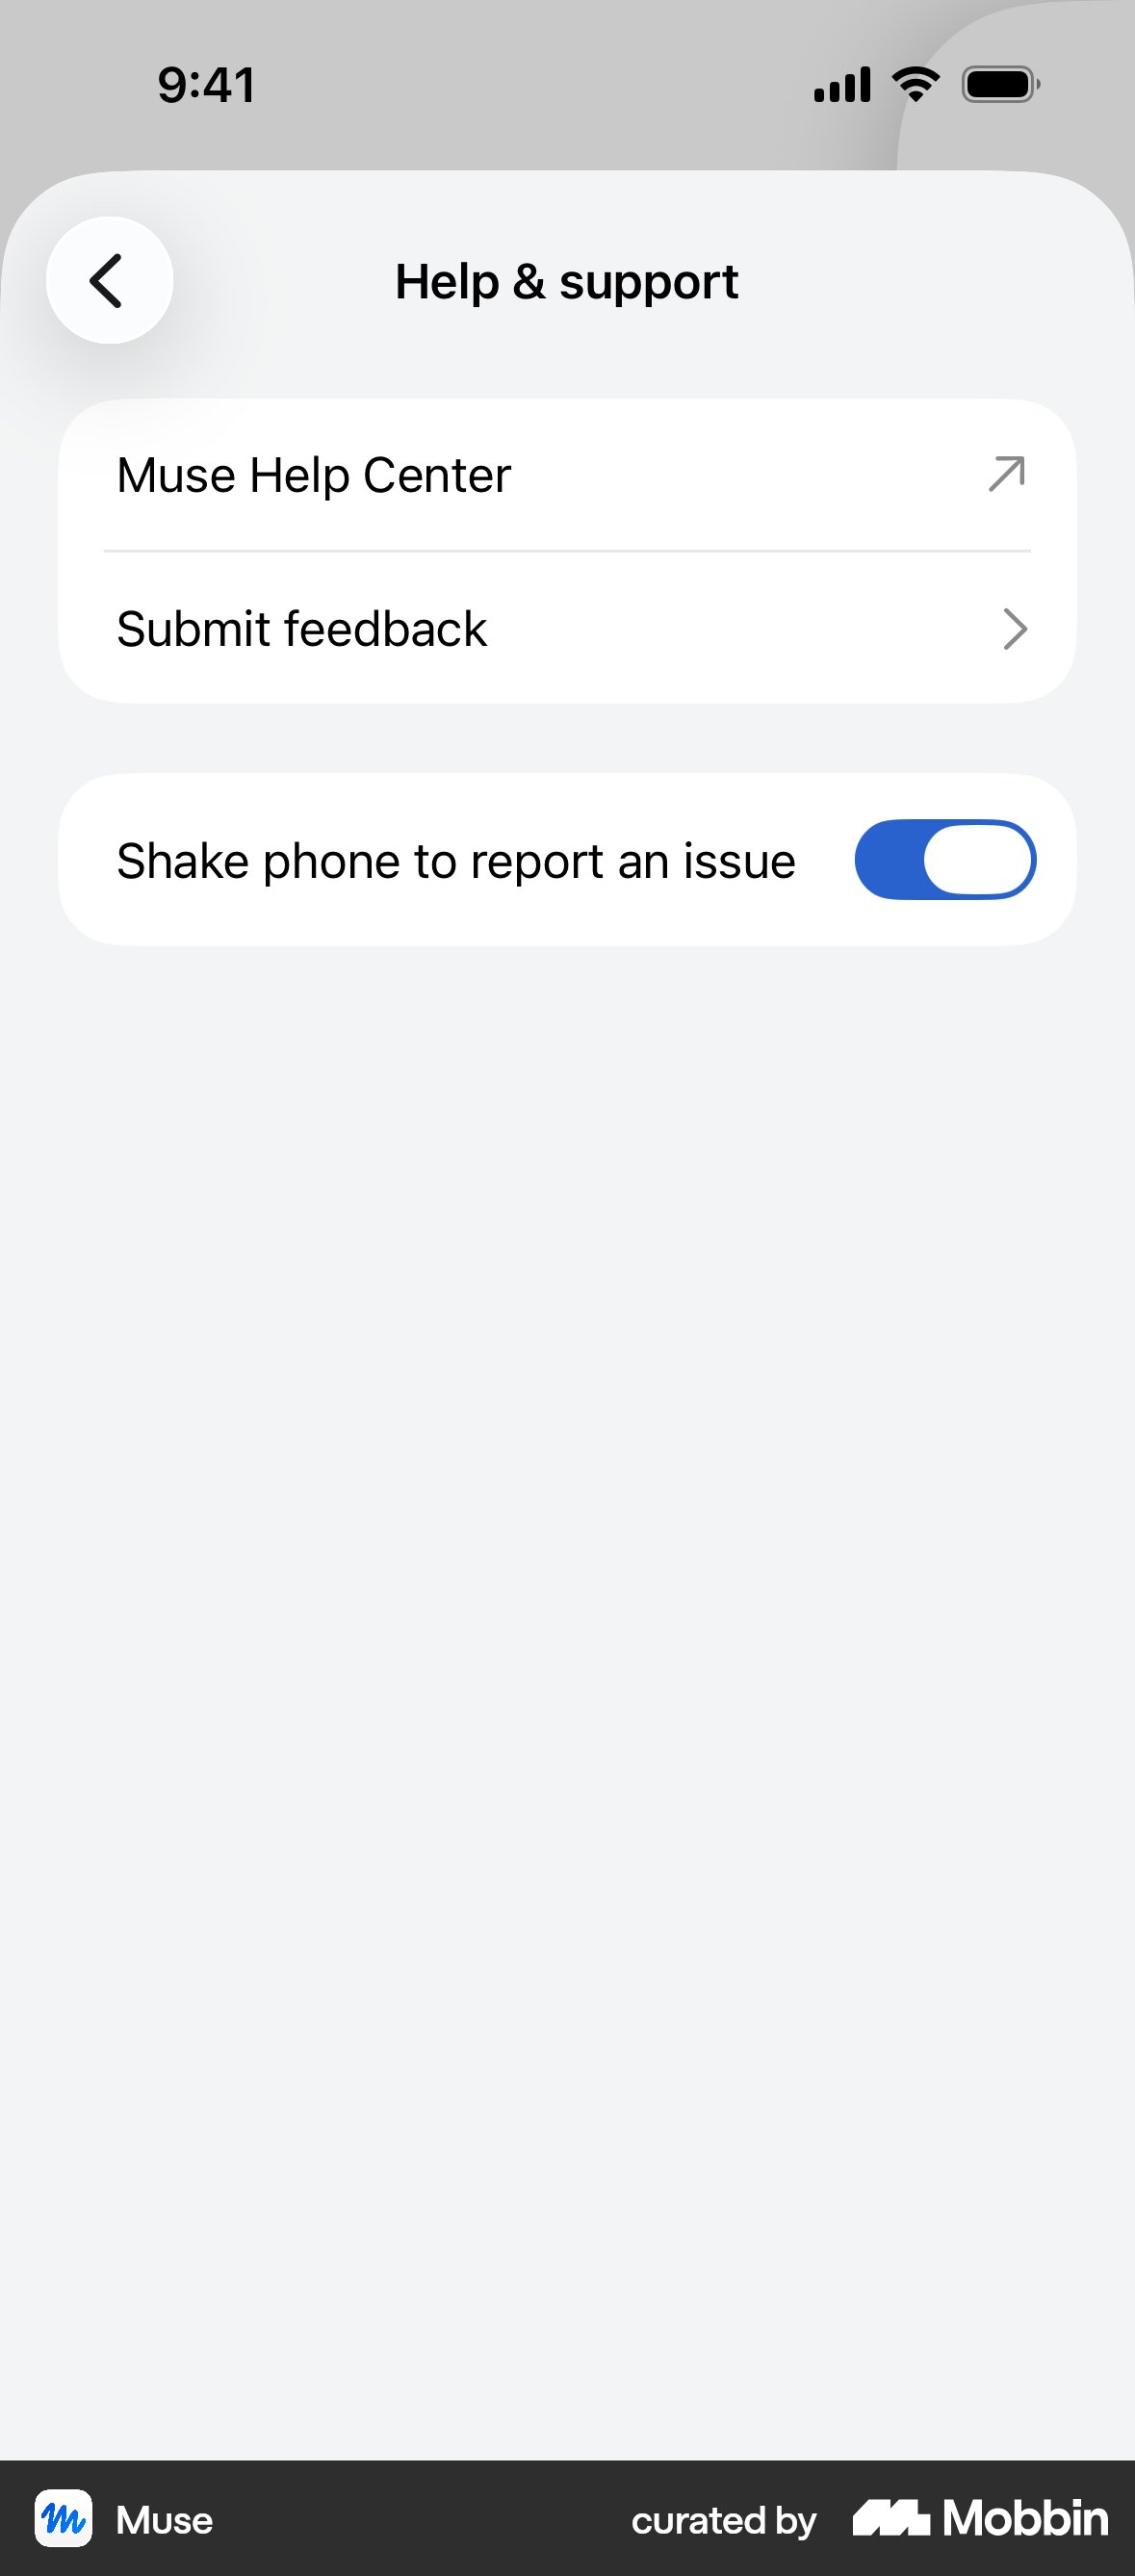 9:41
Help & support
Muse Help Center
Submit feedback
Shake phone to report an issue
Muse
curated by Mobbin